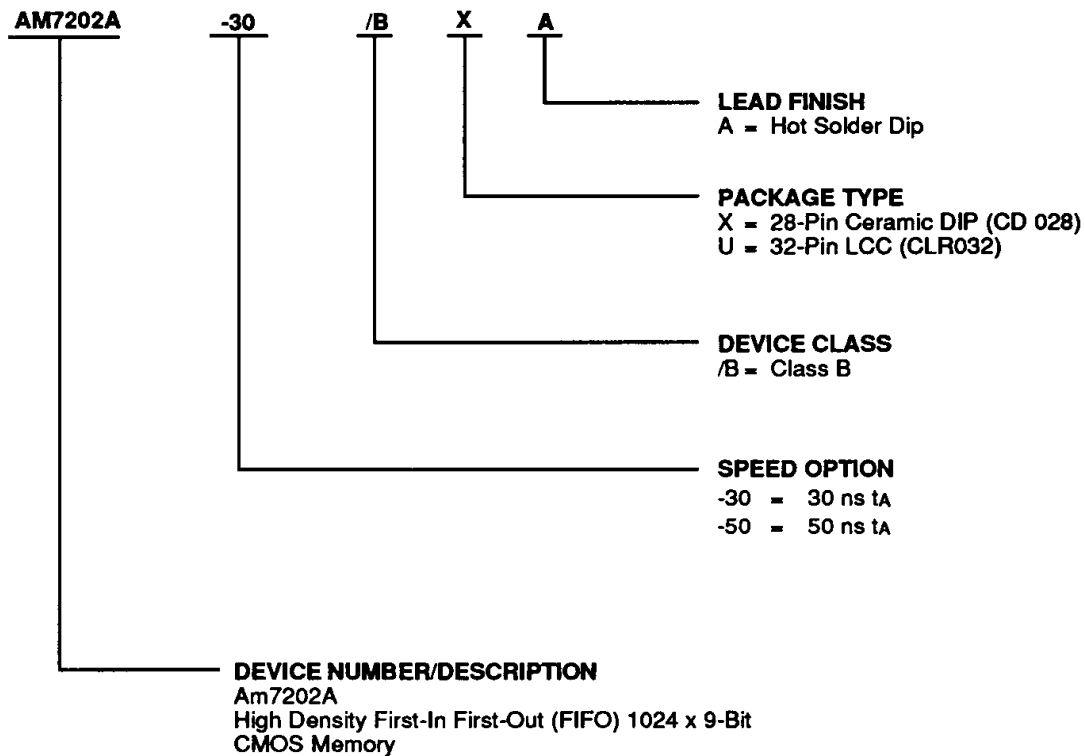 AM7202A -30 /B X A
LEAD FINISH
A = Hot Solder Dip
PACKAGE TYPE
X = 28-Pin Ceramic DIP (CD 028)
U = 32-Pin LCC (CLR032)
DEVICE CLASS
/B = Class B
SPEED OPTION
-30 = 30 ns tA
-50 = 50 ns tA
DEVICE NUMBER/DESCRIPTION
Am7202A
High Density First-In First-Out (FIFO) 1024 x 9-Bit
CMOS Memory